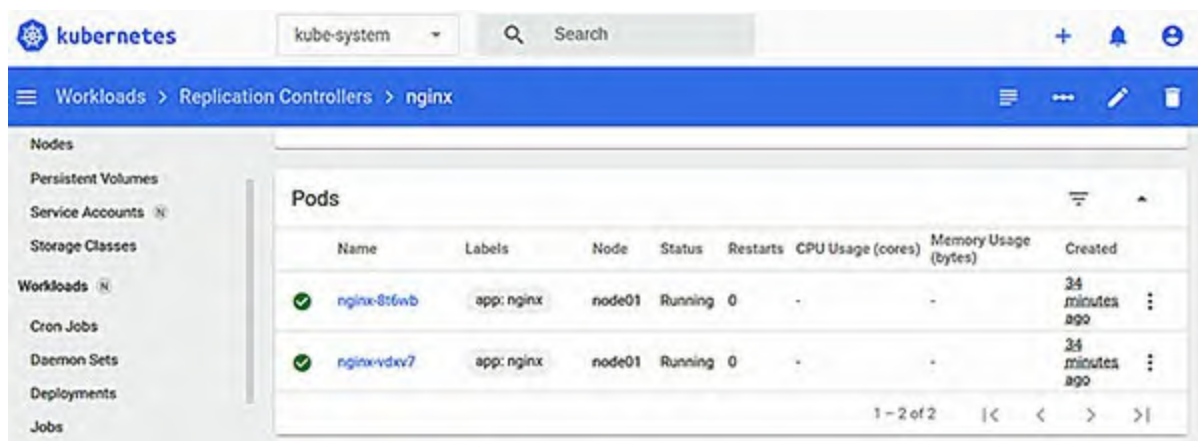 kubernetes
kube-system
Search
Workloads > Replication Controllers > nginx
Nodes
Persistent Volumes
Service Accounts N
Storage Classes
Workloads N
Cron Jobs
Daemon Sets
Deployments
Jobs
Pods
Name Labels Node Status Restarts CPU Usage (cores) Memory Usage (bytes) Created
nginx-8t6wb app: nginx node01 Running 0 - - 34 minutes ago
nginx-vdxv7 app: nginx node01 Running 0 - - 34 minutes ago
1 – 2 of 2